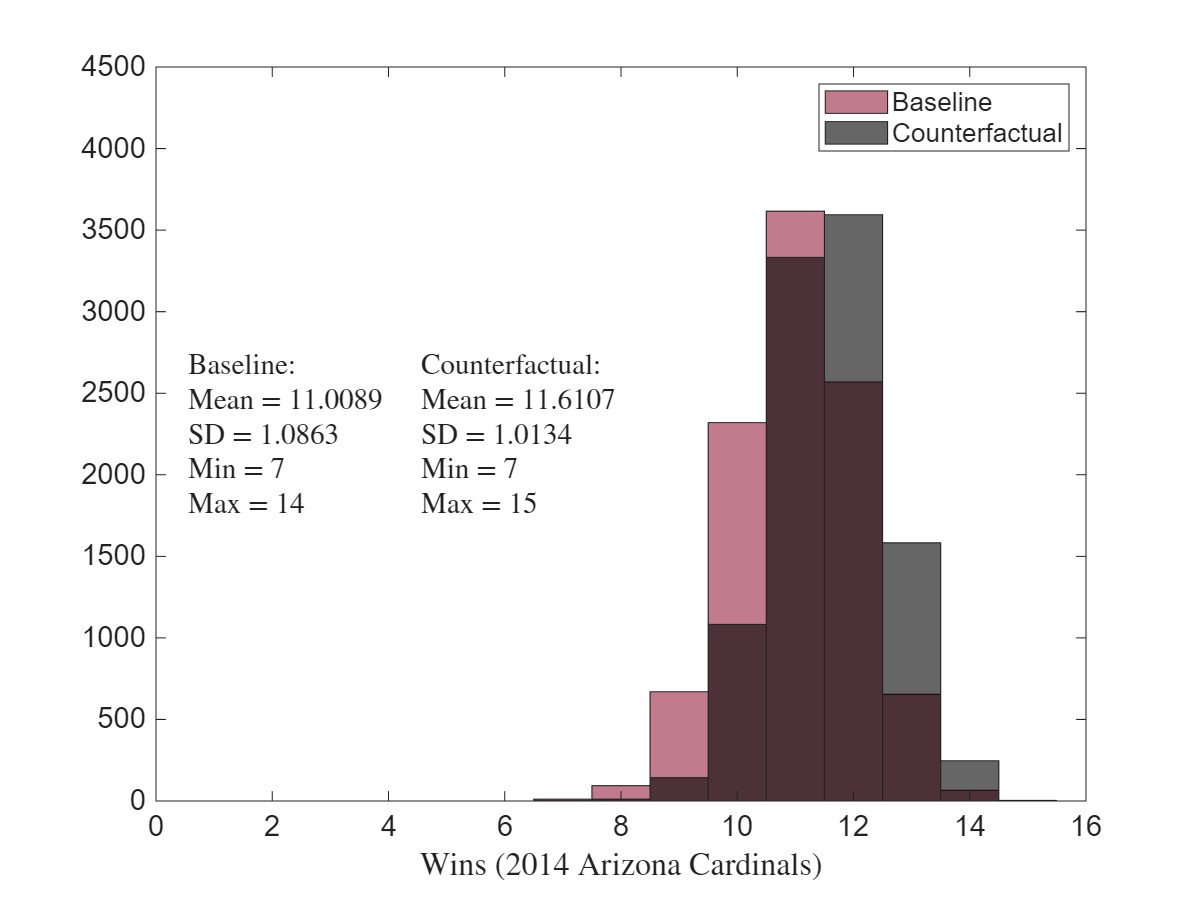 4500
4000
3500
3000
2500
2000
1500
1000
500
0
Baseline
Counterfactual
Baseline:
Mean = 11.0089
SD = 1.0863
Min = 7
Max = 14
Counterfactual:
Mean = 11.6107
SD = 1.0134
Min = 7
Max = 15
0 2 4 6 8 10 12 14 16
Wins (2014 Arizona Cardinals)